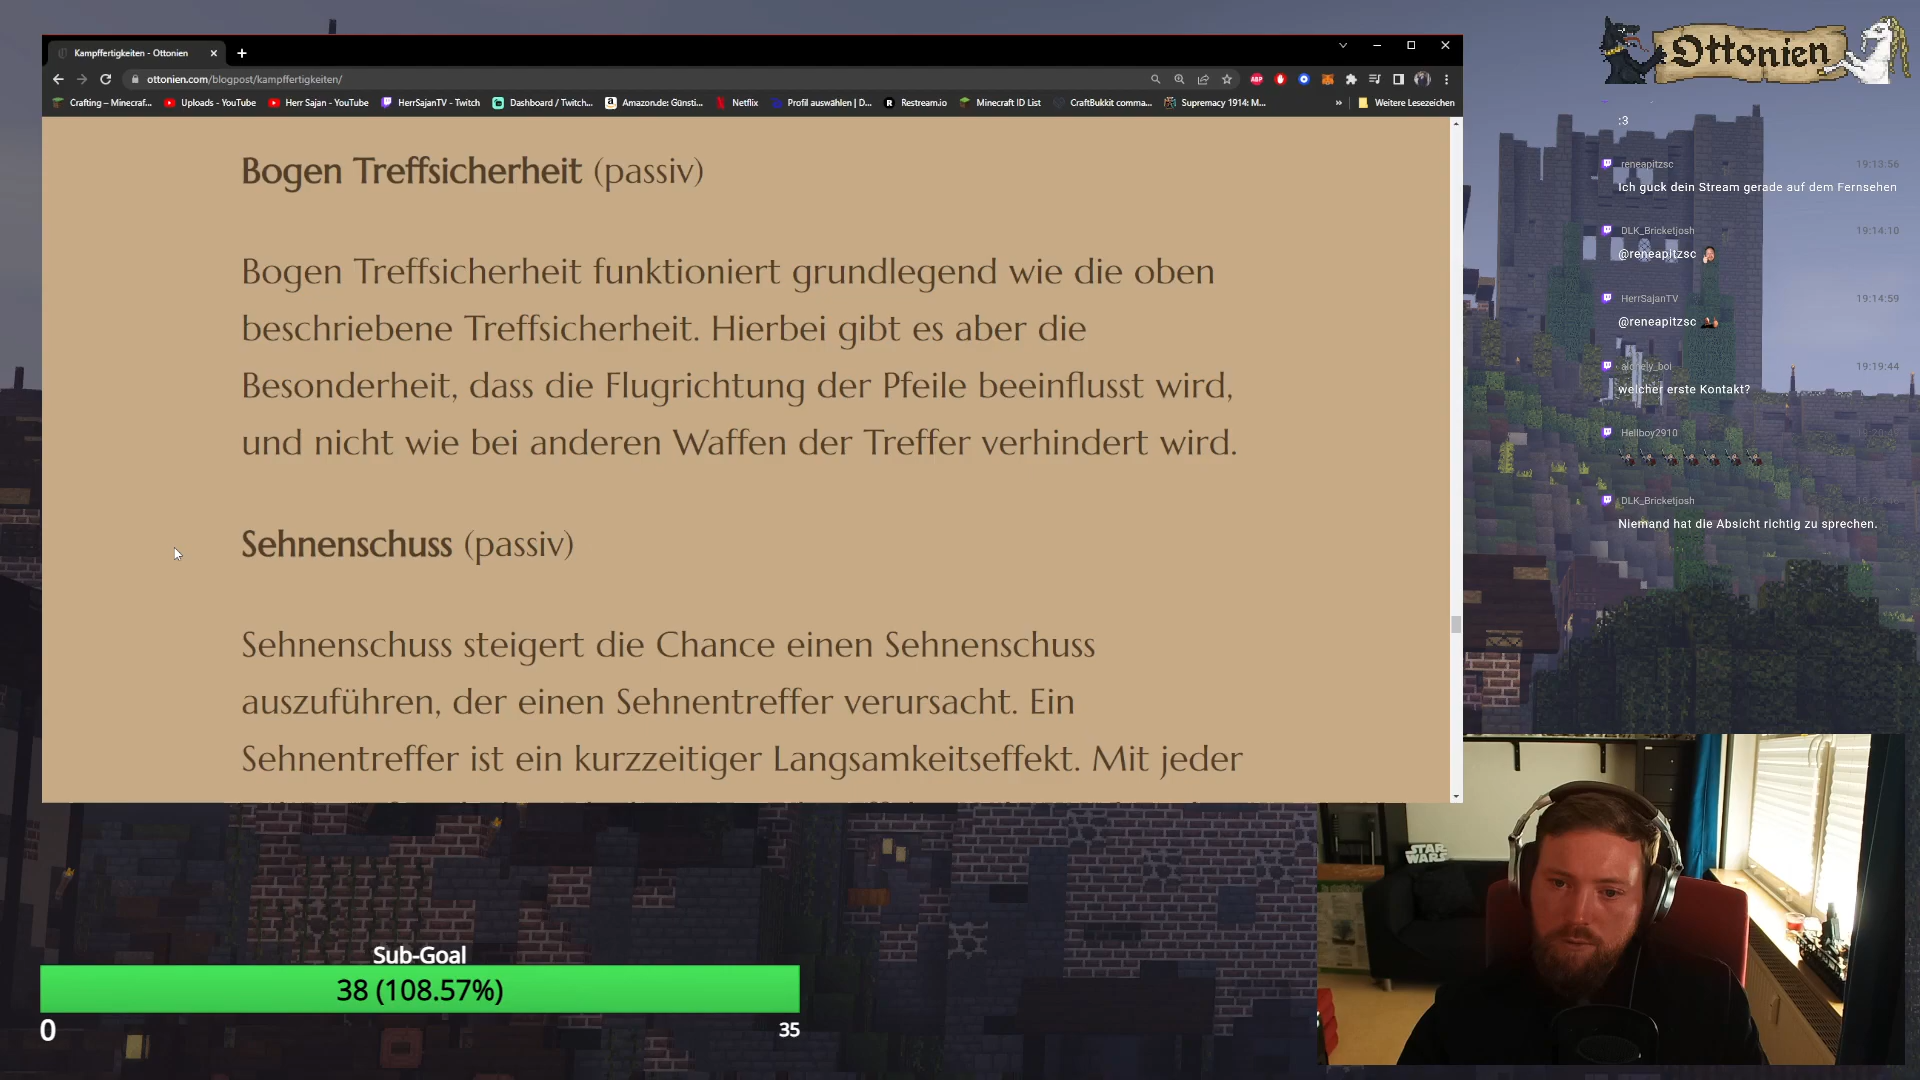 Kampffertigkeiten - Ottonien
ottonien.com/blogpost/kampffertigkeiten/
Crafting – Minecraf...
Uploads - YouTube
Herr Sajan - YouTube
HerrSajanTV - Twitch
Dashboard / Twitch...
Amazon.de: Günsti...
Netflix
Profil auswählen | D...
Restream.io
Minecraft ID List
CraftBukkit comma...
Supremacy 1914: M...
»
Weitere Lesezeichen
Bogen Treffsicherheit (passiv)
Bogen Treffsicherheit funktioniert grundlegend wie die oben
beschriebene Treffsicherheit. Hierbei gibt es aber die
Besonderheit, dass die Flugrichtung der Pfeile beeinflusst wird,
und nicht wie bei anderen Waffen der Treffer verhindert wird.
Sehnenschuss (passiv)
Sehnenschuss steigert die Chance einen Sehnenschuss
auszuführen, der einen Sehnentreffer verursacht. Ein
Sehnentreffer ist ein kurzzeitiger Langsamkeitseffekt. Mit jeder
Ottonien
:3
reneapitzsc 19:13:56
Ich guck dein Stream gerade auf dem Fernsehen
DLK_Bricketjosh 19:14:10
@reneapitzsc
HerrSajanTV 19:14:59
@reneapitzsc
19:19:44
welcher erste Kontakt?
Hellboy2910
DLK_Bricketjosh
Niemand hat die Absicht richtig zu sprechen.
STAR
WARS
Sub-Goal
38 (108.57%)
0 35